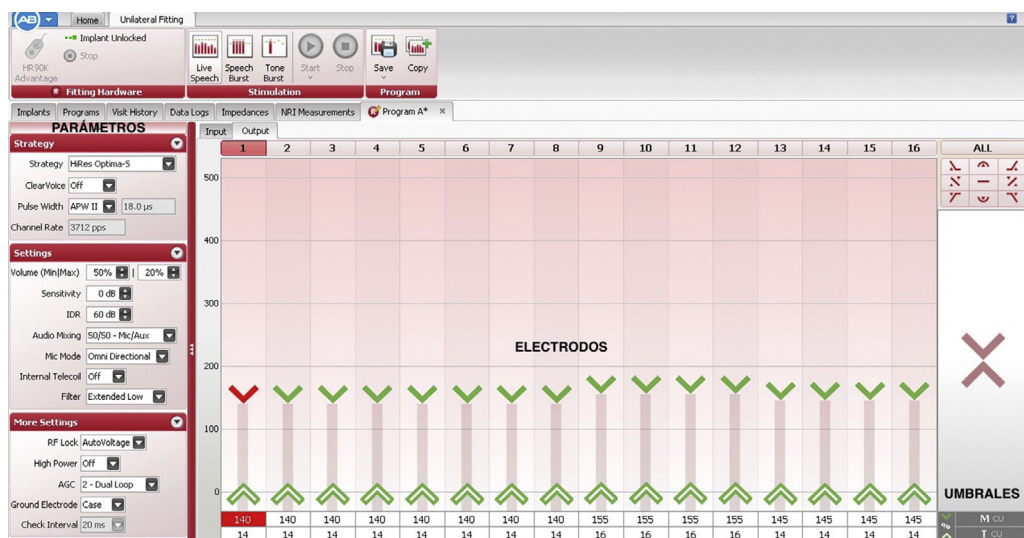 AB
Home Unilateral Fitting ?
Implant Unlocked
Stop
HR90K
Advantage
Live
Speech
Speech
Burst
Tone
Burst
Start
Stop
Save
Copy
Fitting Hardware Stimulation Program
Implants Programs Visit History Data Logs Impedances NRI Measurements Program A*
PARÁMETROS
Input Output
Strategy
1 2 3 4 5 6 7 8 9 10 11 12 13 14 15 16 ALL
Strategy HiRes Optima-S
ClearVoice Off
Pulse Width APW II 18.0 µs
Channel Rate 3712 pps
Settings
Volume (Min|Max) 50% | 20%
Sensitivity 0 dB
IDR 60 dB
Audio Mixing 50/50 - Mic/Aux
Mic Mode Omni Directional
Internal Telecoil Off
Filter Extended Low
More Settings
RF Lock AutoVoltage
High Power Off
AGC 2 - Dual Loop
Ground Electrode Case
Check Interval 20 ms
500
400
300
200
100
0
ELECTRODOS
UMBRALES
140 140 140 140 140 140 140 140 155 155 155 155 145 145 145 145 % M CU
14 14 14 14 14 14 14 14 16 16 16 16 14 14 14 14 T CU